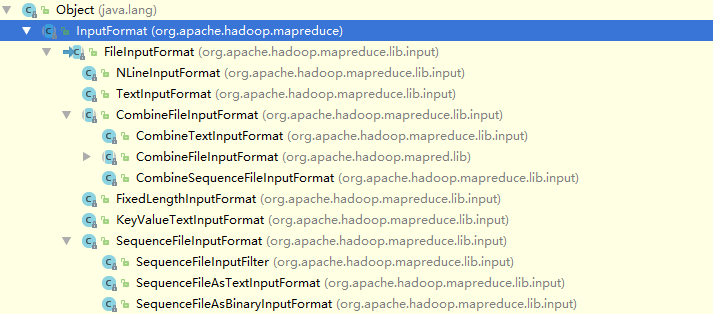 Object (java.lang)
InputFormat (org.apache.hadoop.mapreduce)
FileInputFormat (org.apache.hadoop.mapreduce.lib.input)
NLineInputFormat (org.apache.hadoop.mapreduce.lib.input)
TextInputFormat (org.apache.hadoop.mapreduce.lib.input)
CombineFileInputFormat (org.apache.hadoop.mapreduce.lib.input)
CombineTextInputFormat (org.apache.hadoop.mapreduce.lib.input)
CombineFileInputFormat (org.apache.hadoop.mapred.lib)
CombineSequenceFileInputFormat (org.apache.hadoop.mapreduce.lib.input)
FixedLengthInputFormat (org.apache.hadoop.mapreduce.lib.input)
KeyValueTextInputFormat (org.apache.hadoop.mapreduce.lib.input)
SequenceFileInputFormat (org.apache.hadoop.mapreduce.lib.input)
SequenceFileInputFilter (org.apache.hadoop.mapreduce.lib.input)
SequenceFileAsTextInputFormat (org.apache.hadoop.mapreduce.lib.input)
SequenceFileAsBinaryInputFormat (org.apache.hadoop.mapreduce.lib.input)